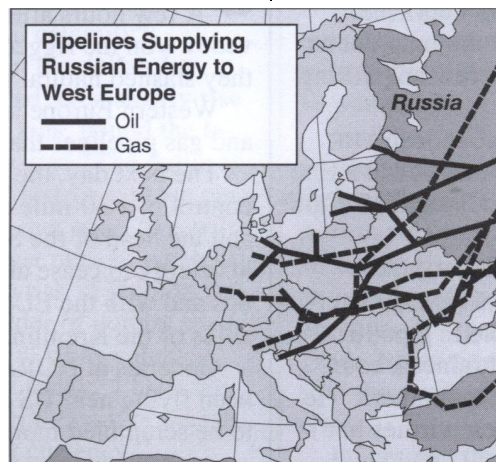 Pipelines Supplying
Russian Energy to
West Europe
Oil
Gas
Russia